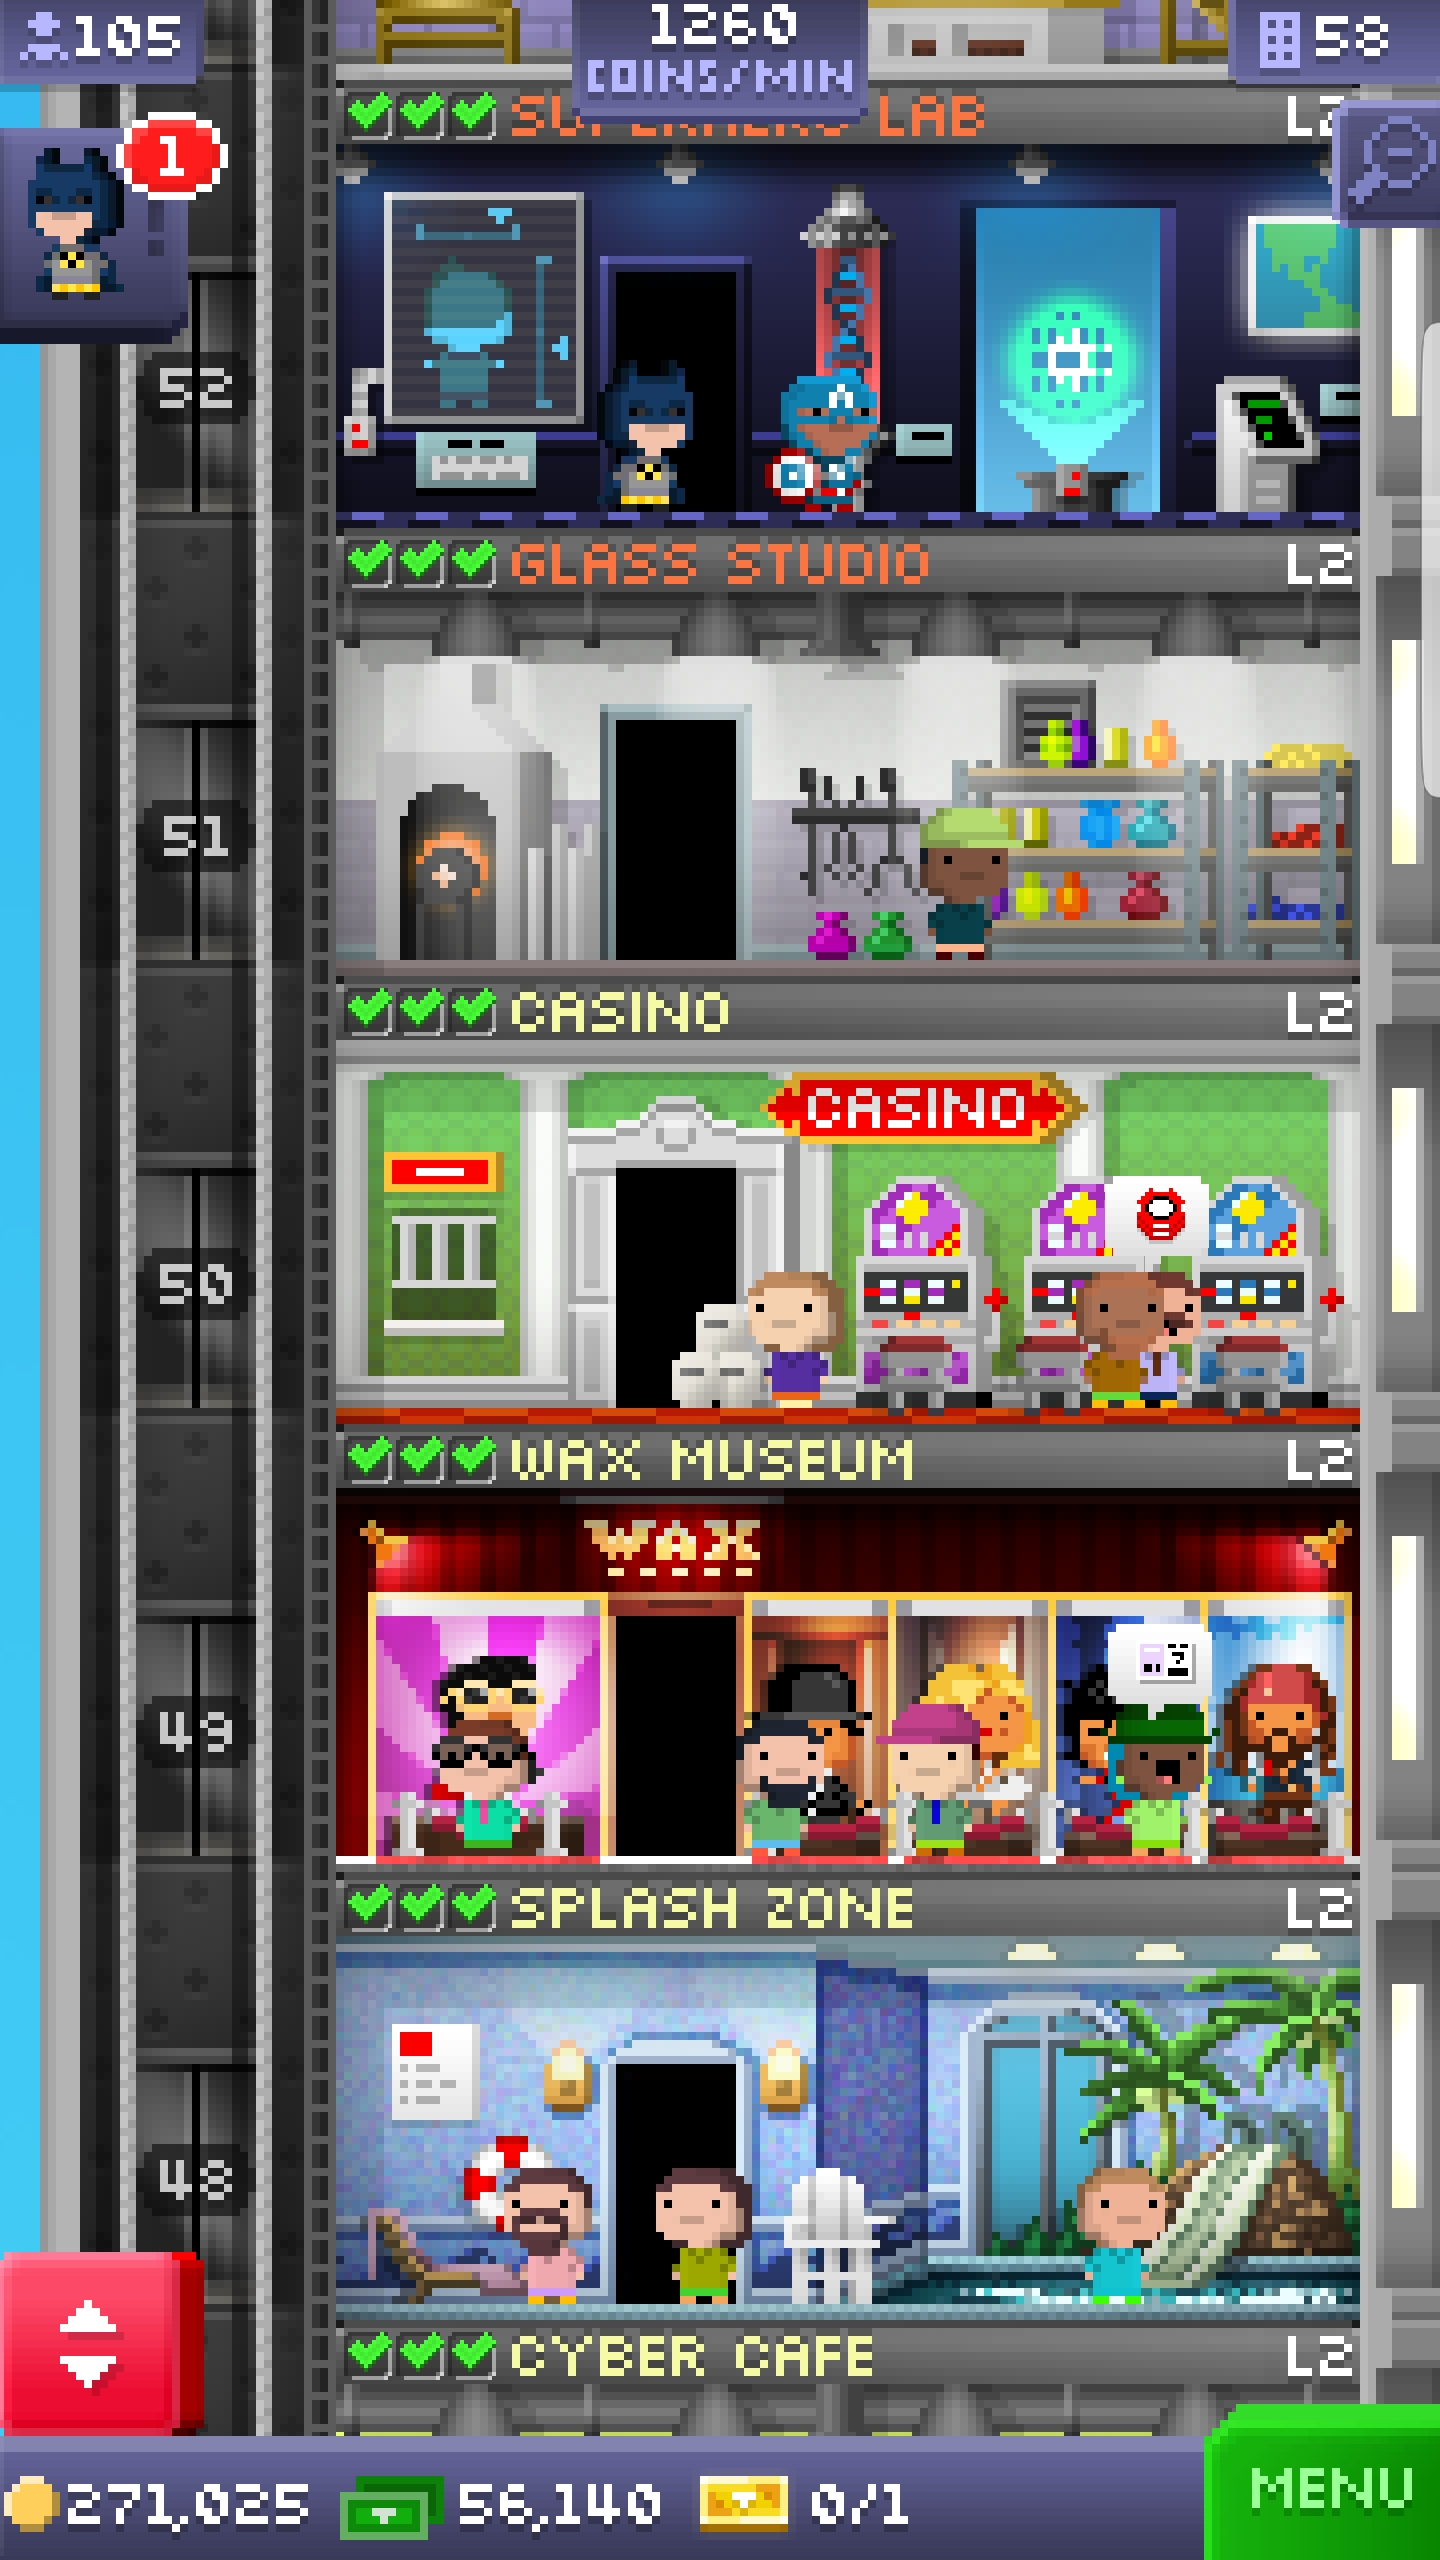 105
1260
COINS/MIN
58
1
LAB
52
GLASS STUDIO L2
51
CASINO L2
CASINO
50
WAX MUSEUM L2
WAX
49
SPLASH ZONE L2
48
CYBER CAFE L2
271,025 56,140 0/1
MENU